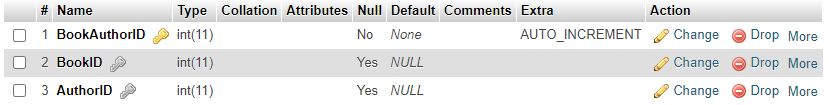 # Name Type Collation Attributes Null Default Comments Extra Action
1 BookAuthorID int(11) No None AUTO_INCREMENT Change Drop More
2 BookID int(11) Yes NULL Change Drop More
3 AuthorID int(11) Yes NULL Change Drop More